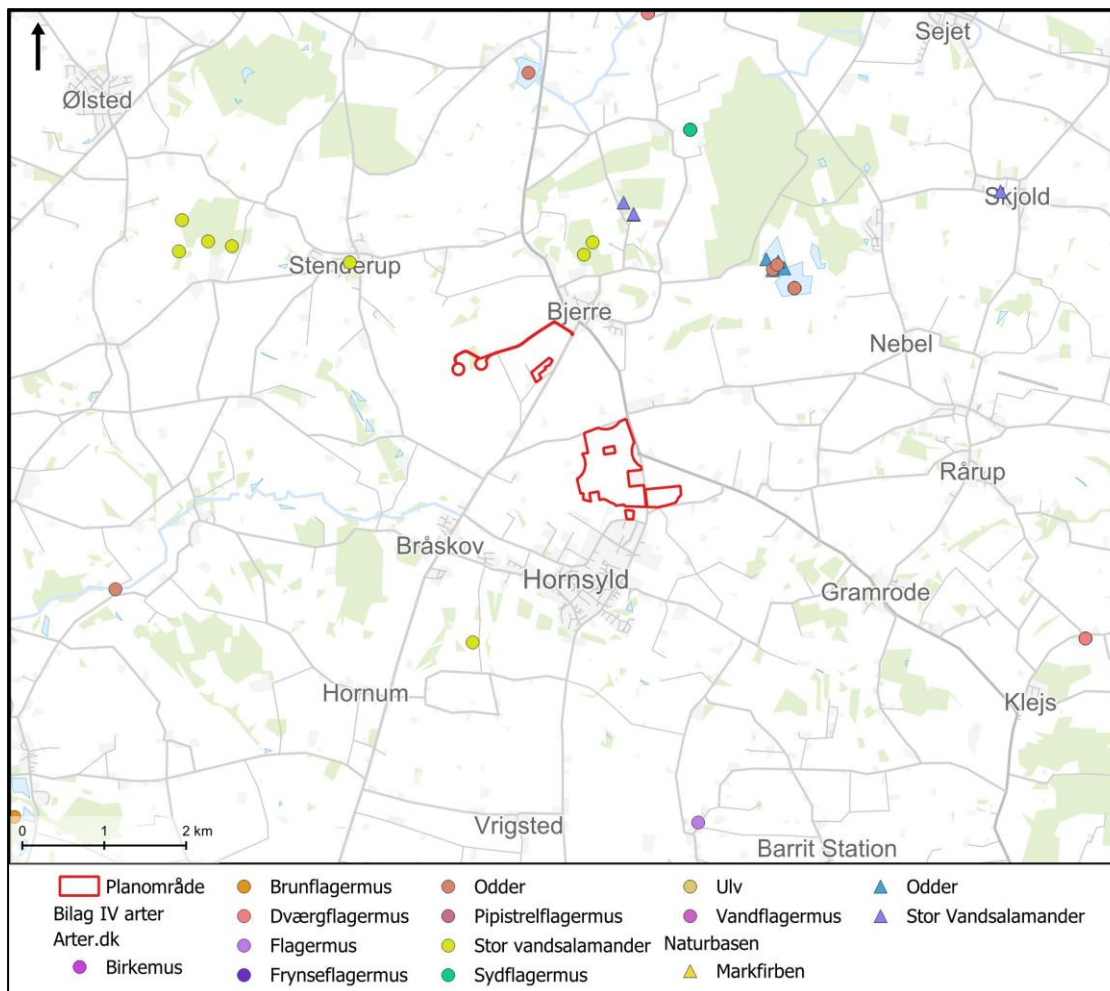 Sejet
Ølsted
Skjold
Stenderup
Bjerre
Nebel
Rårup
Bråskov
Hornsyld
Gramrode
Hornum
Klejs
Vrigsted
Barrit Station
0 1 2 km
Planområde
Bilag IV arter
Arter.dk
Birkemus
Brunflagermus
Dværgflagermus
Flagermus
Frynseflagermus
Odder
Pipistrelflagermus
Stor vandsalamander
Sydflagermus
Ulv
Vandflagermus
Naturbasen
Markfirben
Odder
Stor Vandsalamander